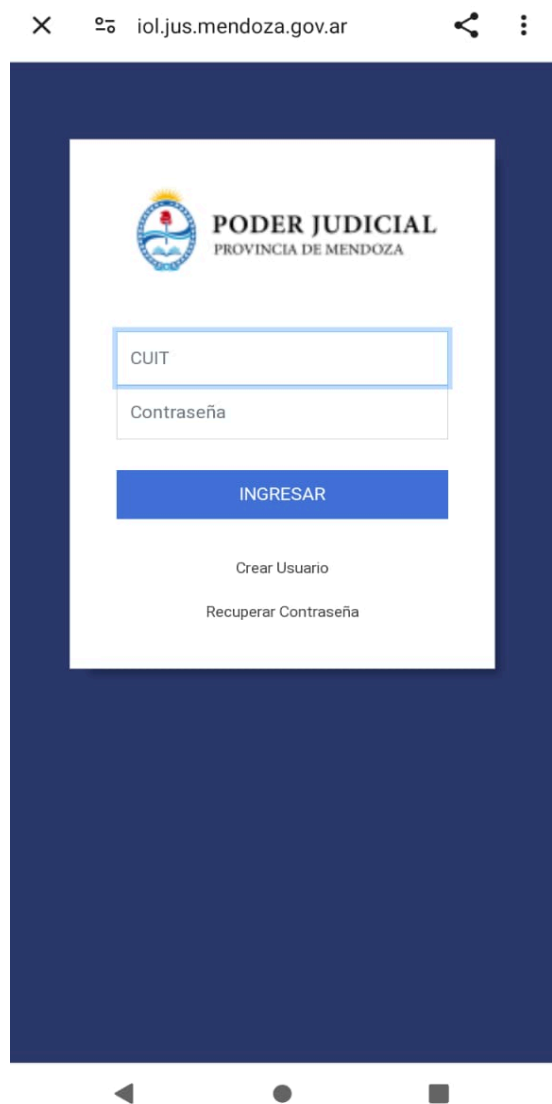 iol.jus.mendoza.gov.ar
PODER JUDICIAL
PROVINCIA DE MENDOZA
CUIT
Contraseña
INGRESAR
Crear Usuario
Recuperar Contraseña